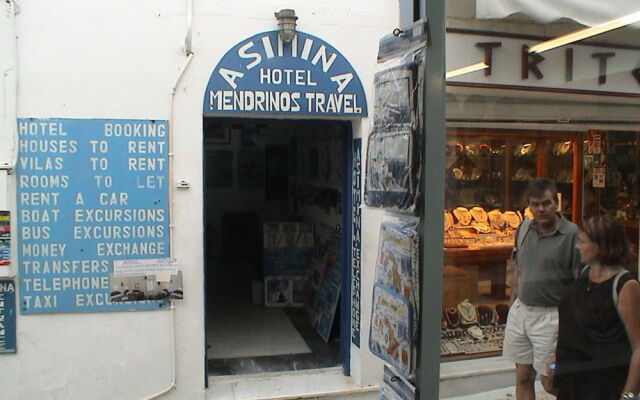 ASIMINA
HOTEL
MENDRINOS TRAVEL
TRIT
HOTEL BOOKING
HOUSES TO RENT
VILAS TO RENT
ROOMS TO LET
RENT A CAR
BOAT EXCURSIONS
BUS EXCURSIONS
MONEY EXCHANGE
TRANSFERS
TELEPHONE
TAXI EXCU